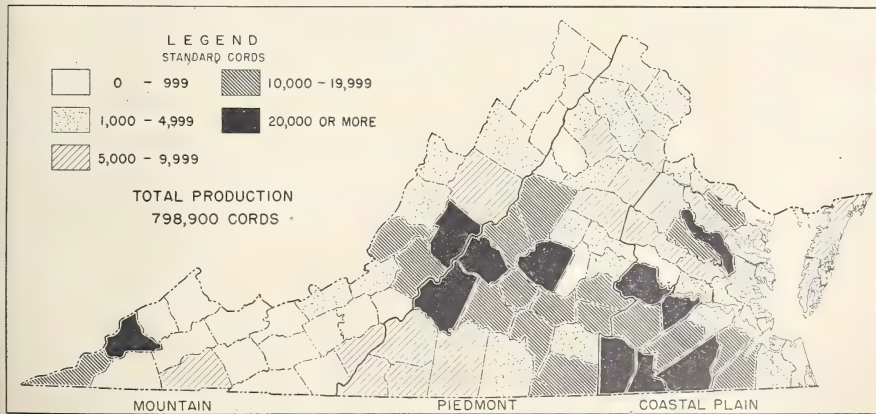 LEGEND
STANDARD CORDS
0 - 999
10,000 - 19,999
1,000 - 4,999
20,000 OR MORE
5,000 - 9,999
TOTAL PRODUCTION
798,900 CORDS
MOUNTAIN
PIEDMONT
COASTAL PLAIN